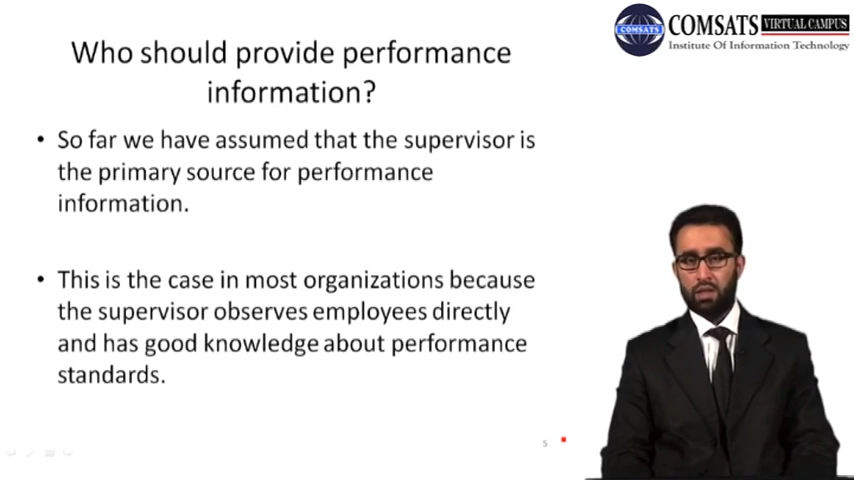 COMSATS VIRTUAL CAMPUS
COMSATS
Institute Of Information Technology
Who should provide performance
information?
• So far we have assumed that the supervisor is
the primary source for performance
information.
• This is the case in most organizations because
the supervisor observes employees directly
and has good knowledge about performance
standards.
5